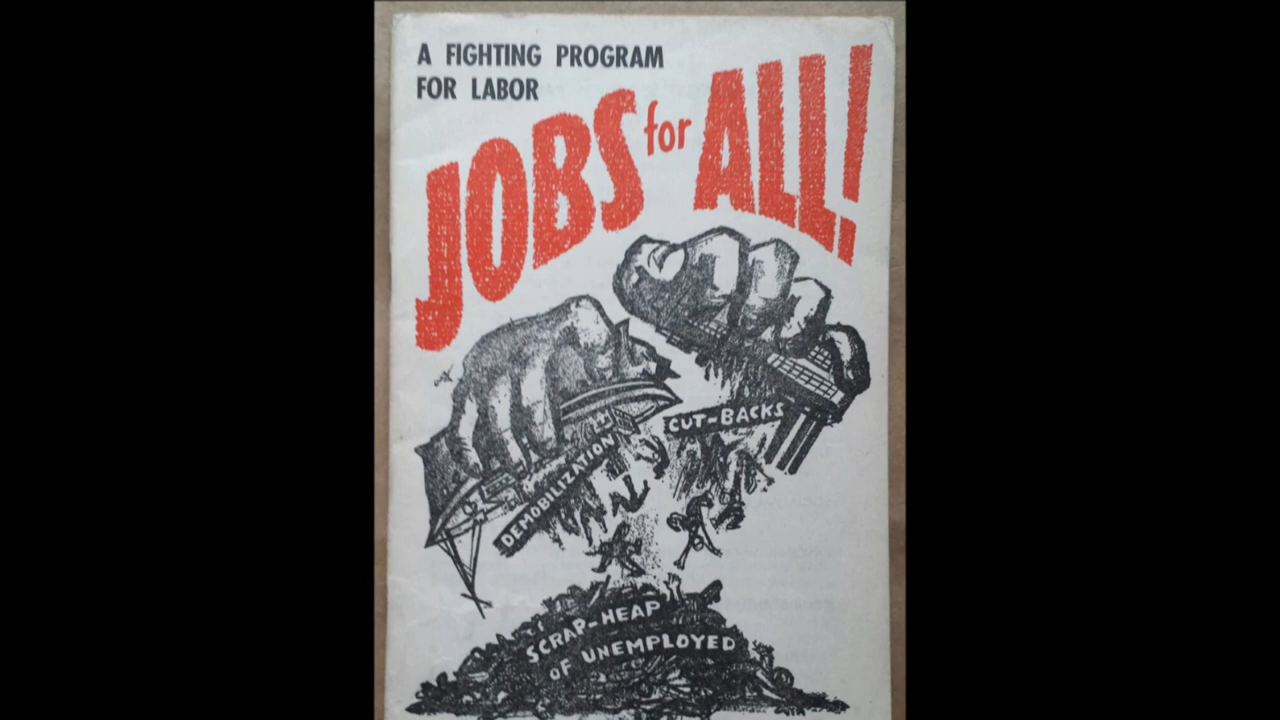 A FIGHTING PROGRAM
FOR LABOR
JOBS for ALL!
CUT-BACKS
DEMOBILIZATION
SCRAP-HEAP
OF UNEMPLOYED